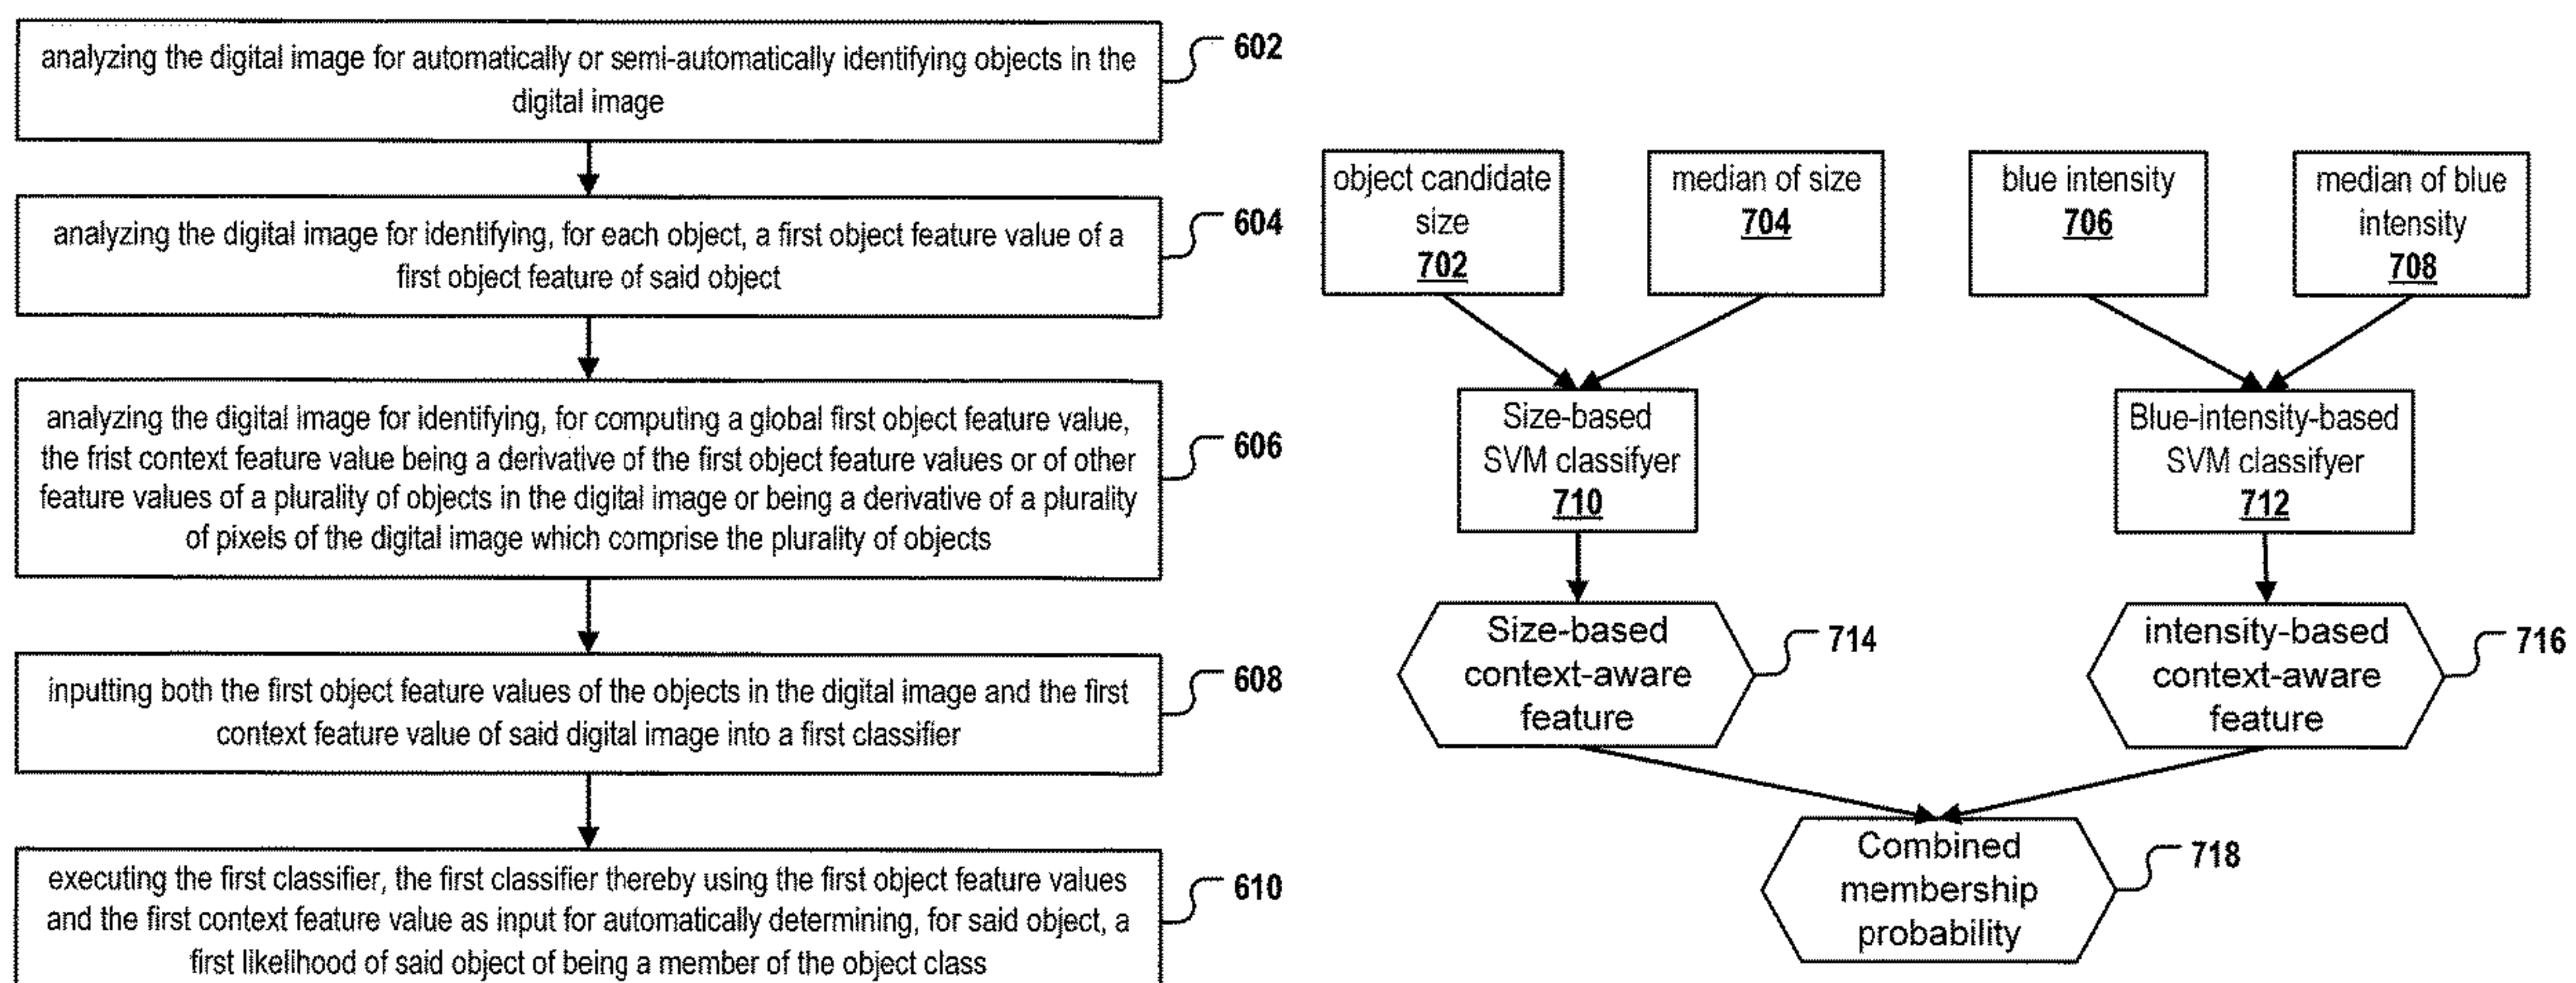 analyzing the digital image for automatically or semi-automatically identifying objects in the
digital image
602
analyzing the digital image for identifying, for each object, a first object feature value of a
first object feature of said object
604
analyzing the digital image for identifying, for computing a global first object feature value,
the frist context feature value being a derivative of the first object feature values or of other
feature values of a plurality of objects in the digital image or being a derivative of a plurality
of pixels of the digital image which comprise the plurality of objects
606
inputting both the first object feature values of the objects in the digital image and the first
context feature value of said digital image into a first classifier
608
executing the first classifier, the first classifier thereby using the first object feature values
and the first context feature value as input for automatically determining, for said object, a
first likelihood of said object of being a member of the object class
610
object candidate
size
702
median of size
704
blue intensity
706
median of blue
intensity
708
Size-based
SVM classifyer
710
Blue-intensity-based
SVM classifyer
712
Size-based
context-aware
feature
714
intensity-based
context-aware
feature
716
Combined
membership
probability
718